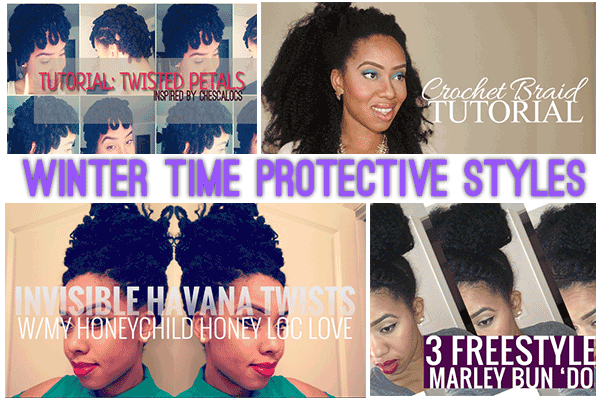 TUTORIAL: TWISTED PETALS
INSPIRED BY CHESCALOCS
Crochet Braid
TUTORIAL
WINTER TIME PROTECTIVE STYLES
INVISIBLE HAVANA TWISTS
W/MY HONEYCHILD HONEY LOC LOVE
3 FREESTYLE
MARLEY BUN 'DO